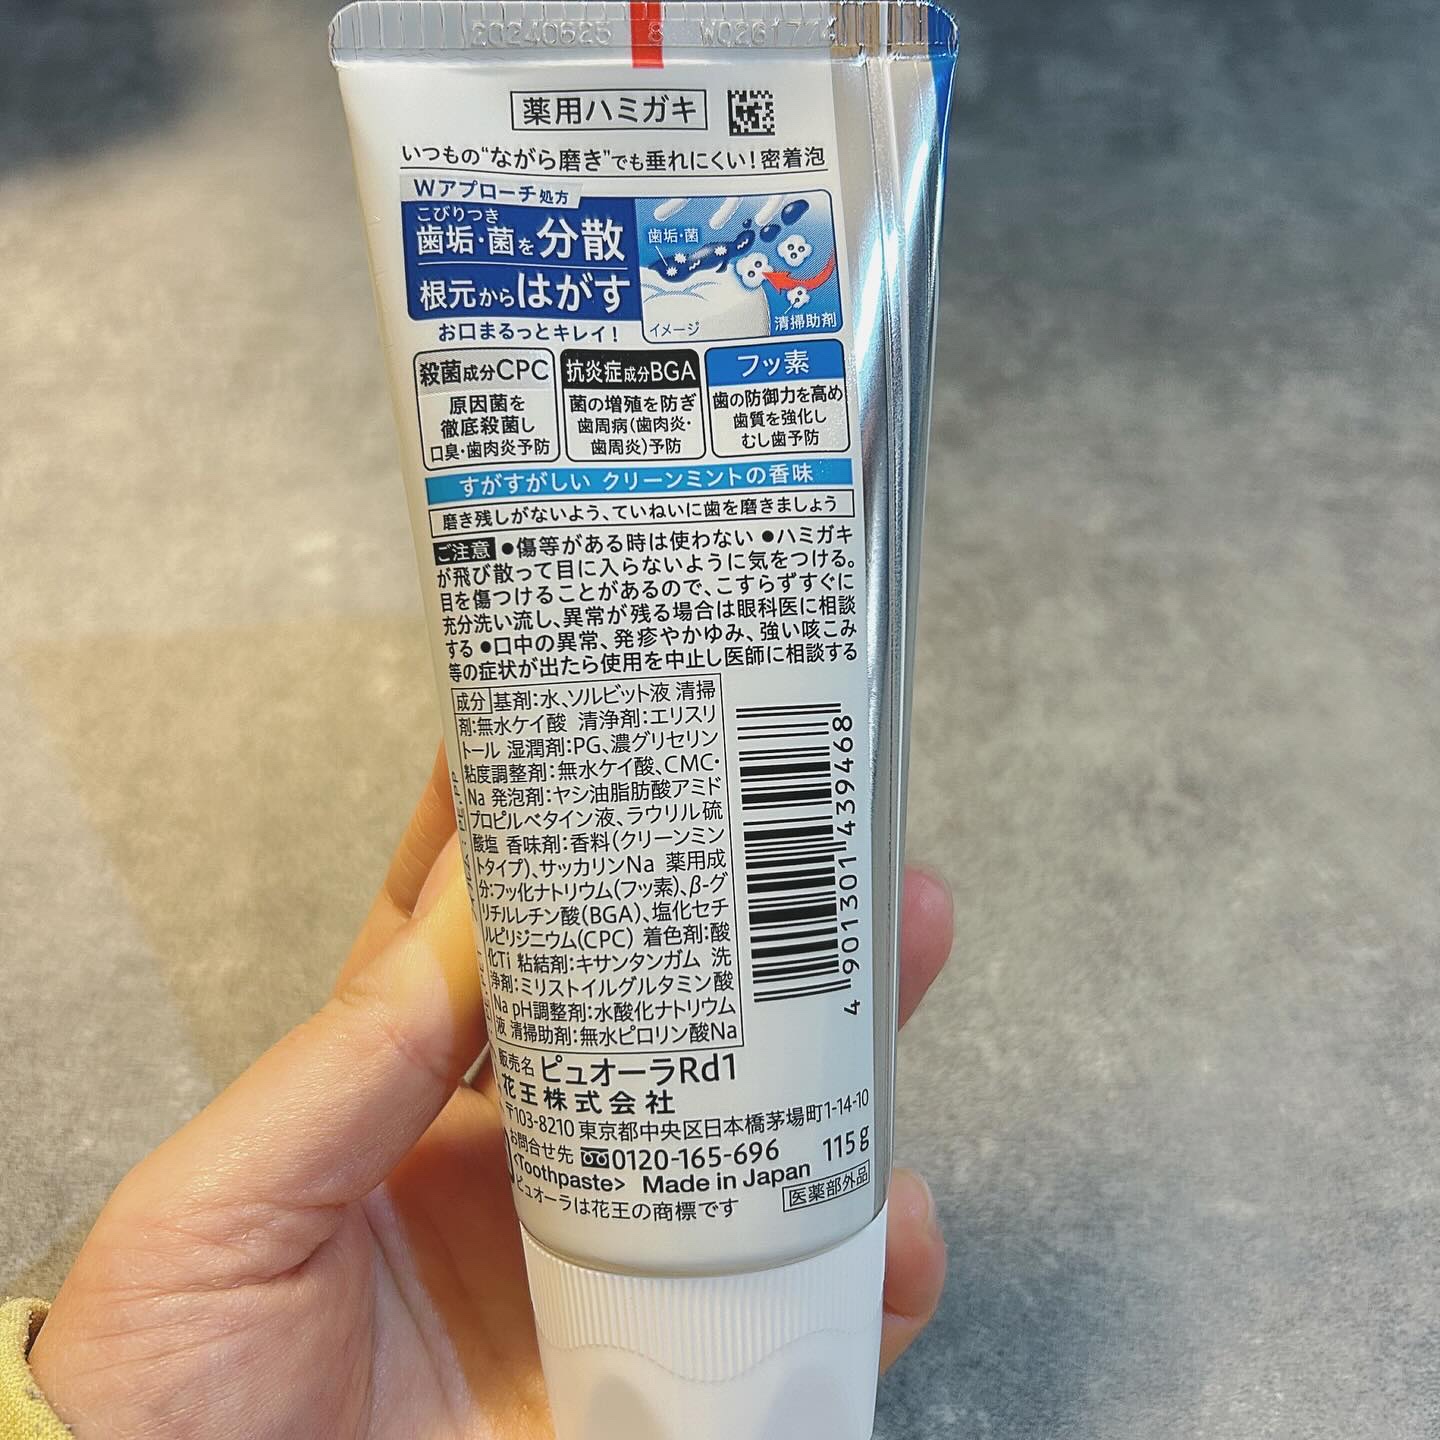 20240625 8 W0261774
薬用ハミガキ
いつもの“ながら磨き”でも垂れにくい!密着泡
Wアプローチ処方
こびりつき
歯垢・菌を分散
根元からはがす
歯垢・菌
イメージ
清掃助剤
お口まるっとキレイ!
殺菌成分CPC
原因菌を
徹底殺菌し
口臭・歯肉炎予防
抗炎症成分BGA
菌の増殖を防ぎ
歯周病(歯肉炎・
歯周炎)予防
フッ素
歯の防御力を高め
歯質を強化し
むし歯予防
すがすがしい クリーンミントの香味
磨き残しがないよう、ていねいに歯を磨きましょう
ご注意 ●傷等がある時は使わない ●ハミガキ
が飛び散って目に入らないように気をつける。
目を傷つけることがあるので、こすらずすぐに
充分洗い流し、異常が残る場合は眼科医に相談
する ●口中の異常、発疹やかゆみ、強い咳こみ
等の症状が出たら使用を中止し医師に相談する
成分 基剤:水、ソルビット液 清掃
剤:無水ケイ酸 清浄剤:エリスリ
トール 湿潤剤:PG、濃グリセリン
粘度調整剤:無水ケイ酸、CMC・
Na 発泡剤:ヤシ油脂肪酸アミド
プロピルベタイン液、ラウリル硫
酸塩 香味剤:香料(クリーンミン
トタイプ)、サッカリンNa 薬用成
分:フッ化ナトリウム(フッ素)、β-グ
リチルレチン酸(BGA)、塩化セチ
ルピリジニウム(CPC) 着色剤:酸
化Ti 粘結剤:キサンタンガム 洗
浄剤:ミリストイルグルタミン酸
Na pH調整剤:水酸化ナトリウム
液 清掃助剤:無水ピロリン酸Na
4 901301 439468
販売名 ピュオーラRd1
花王株式会社
〒103-8210 東京都中央区日本橋茅場町1-14-10
お問合せ先 0120-165-696 115g
<Toothpaste> Made in Japan
ピュオーラは花王の商標です 医薬部外品